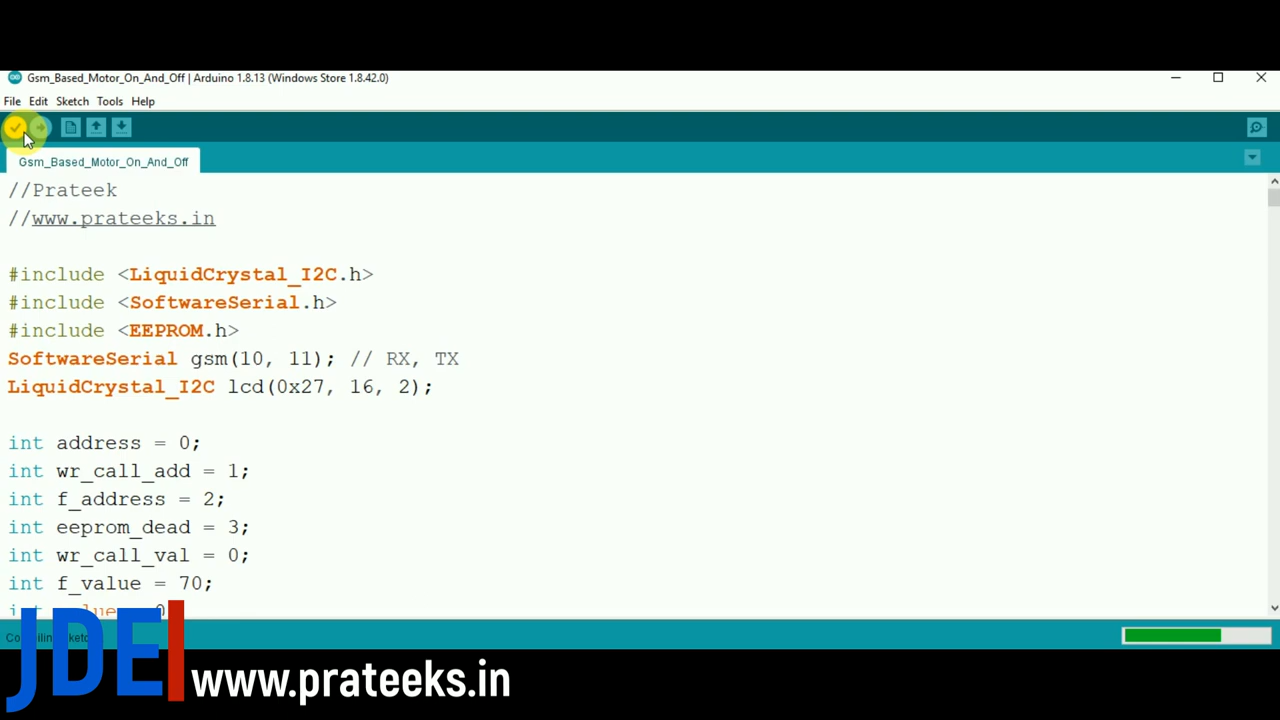 Gsm_Based_Motor_On_And_Off | Arduino 1.8.13 (Windows Store 1.8.42.0)
File Edit Sketch Tools Help
Gsm_Based_Motor_On_And_Off
//Prateek
//www.prateeks.in
#include <LiquidCrystal_I2C.h>
#include <SoftwareSerial.h>
#include <EEPROM.h>
SoftwareSerial gsm(10, 11); // RX, TX
LiquidCrystal_I2C lcd(0x27, 16, 2);
int address = 0;
int wr_call_add = 1;
int f_address = 2;
int eeprom_dead = 3;
int wr_call_val = 0;
int f_value = 70;
JDEI
www.prateeks.in